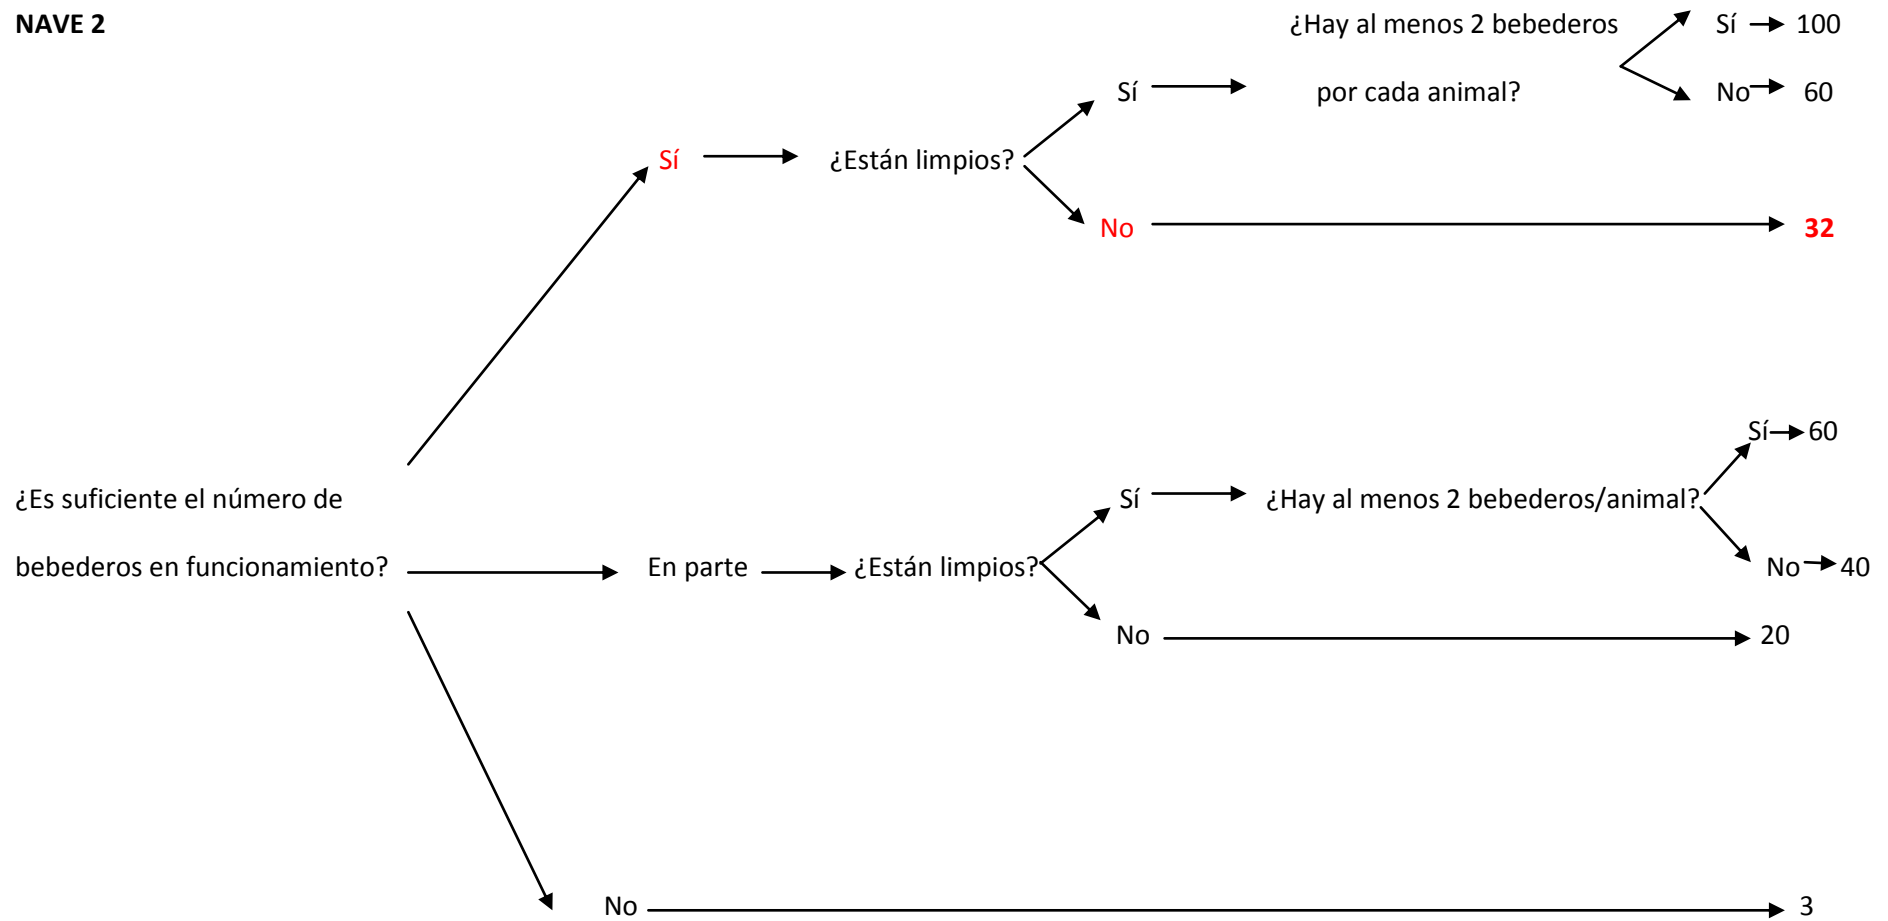 NAVE 2
¿Hay al menos 2 bebederos
Sí
100
Sí
por cada animal?
No
60
Sí
¿Están limpios?
No
32
Sí
60
¿Es suficiente el número de
Sí
¿Hay al menos 2 bebederos/animal?
bebederos en funcionamiento?
En parte
¿Están limpios?
No
40
No
20
No
3